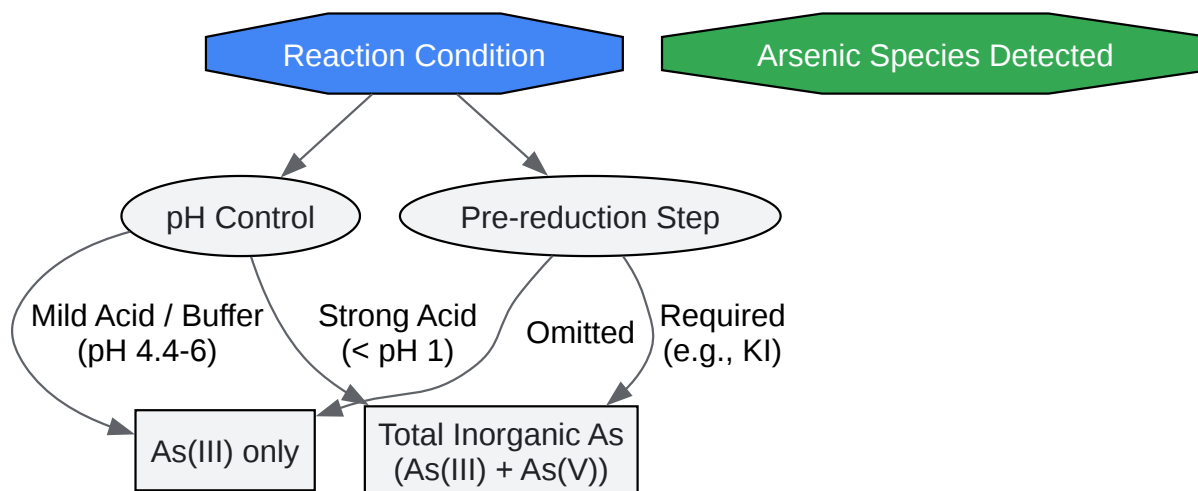 Reaction Condition
Arsenic Species Detected
pH Control
Pre-reduction Step
Mild Acid / Buffer
(pH 4.4-6)
Strong Acid
(< pH 1)
Omitted
Required
(e.g., KI)
As(III) only
Total Inorganic As
(As(III) + As(V))